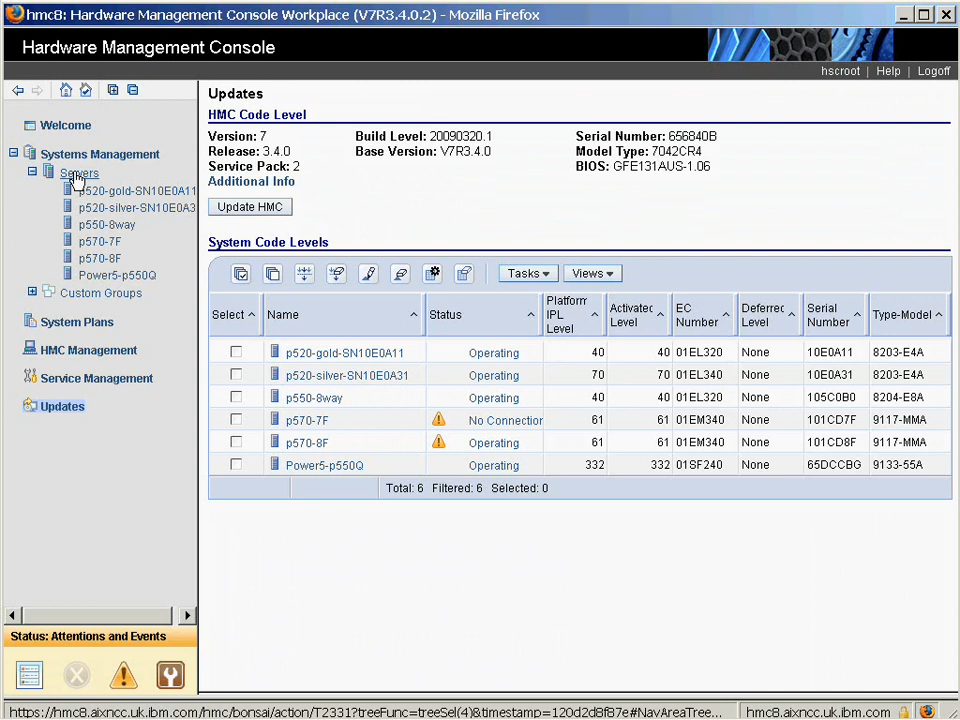 hmc8: Hardware Management Console Workplace (V7R3.4.0.2) - Mozilla Firefox
Hardware Management Console
hscroot | Help | Logoff
Welcome
Systems Management
Servers
p520-gold-SN10E0A11
p520-silver-SN10E0A3
p550-8way
p570-7F
p570-8F
Power5-p550Q
Custom Groups
System Plans
HMC Management
Service Management
Updates
Status: Attentions and Events
Updates
HMC Code Level
Version: 7 Build Level: 20090320.1 Serial Number: 656840B
Release: 3.4.0 Base Version: V7R3.4.0 Model Type: 7042CR4
Service Pack: 2 BIOS: GFE131AUS-1.06
Additional Info
Update HMC
System Code Levels
Tasks Views
Select Name Status Platform IPL Level Activated Level EC Number Deferred Level Serial Number Type-Model
p520-gold-SN10E0A11 Operating 40 40 01EL320 None 10E0A11 8203-E4A
p520-silver-SN10E0A31 Operating 70 70 01EL340 None 10E0A31 8203-E4A
p550-8way Operating 40 40 01EL320 None 105C0B0 8204-E8A
p570-7F No Connection 61 61 01EM340 None 101CD7F 9117-MMA
p570-8F Operating 61 61 01EM340 None 101CD8F 9117-MMA
Power5-p550Q Operating 332 332 01SF240 None 65DCCBG 9133-55A
Total: 6 Filtered: 6 Selected: 0
https://hmc8.aixncc.uk.ibm.com/hmc/bonsai/action/T2331?treeFunc=treeSel(4)&timestamp=120d2d8f87e#NavAreaTree... hmc8.aixncc.uk.ibm.com